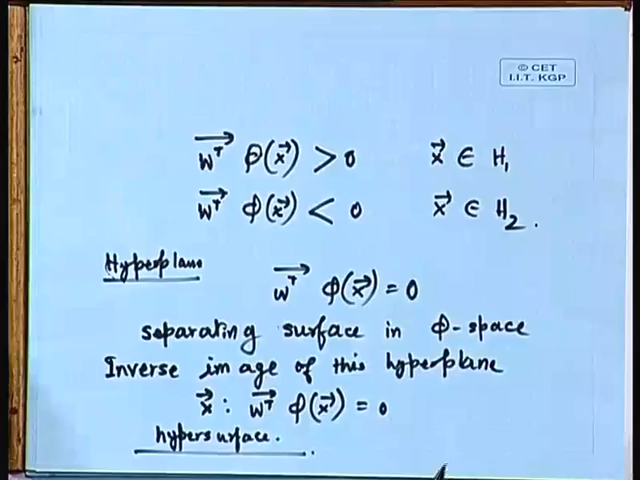 © CET
I.I.T. KGP
w^T φ(x⃗) > 0    x⃗ ∈ H₁
w^T φ(x⃗) < 0    x⃗ ∈ H₂.
Hyperplane
w^T φ(x⃗) = 0
separating surface in φ-space
Inverse image of this hyperplane
x⃗ : w^T φ(x⃗) = 0
hypersurface.